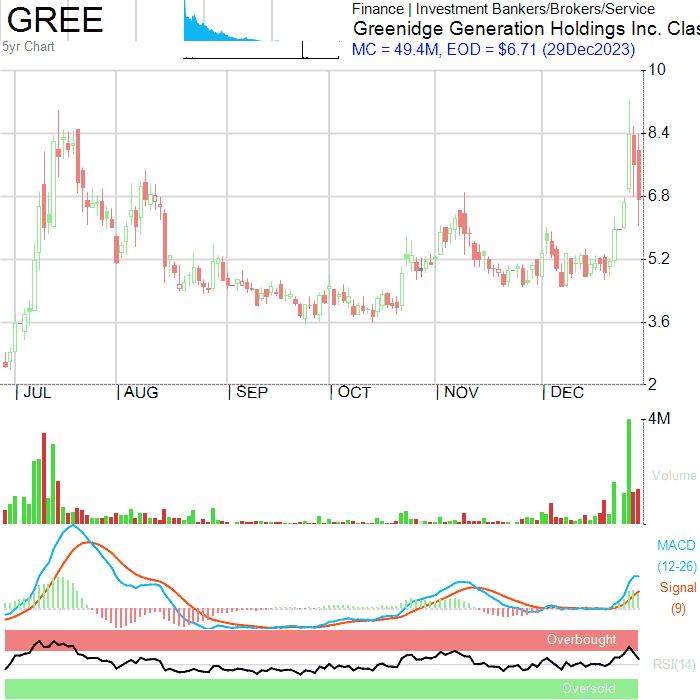 GREE
5yr Chart
Finance | Investment Bankers/Brokers/Service
Greenidge Generation Holdings Inc. Clas
MC = 49.4M, EOD = $6.71 (29Dec2023)
10
8.4
6.8
5.2
3.6
2
JUL AUG SEP OCT NOV DEC
4M
Volume
MACD
(12-26)
Signal
(9)
Overbought
RSI(14)
Oversold